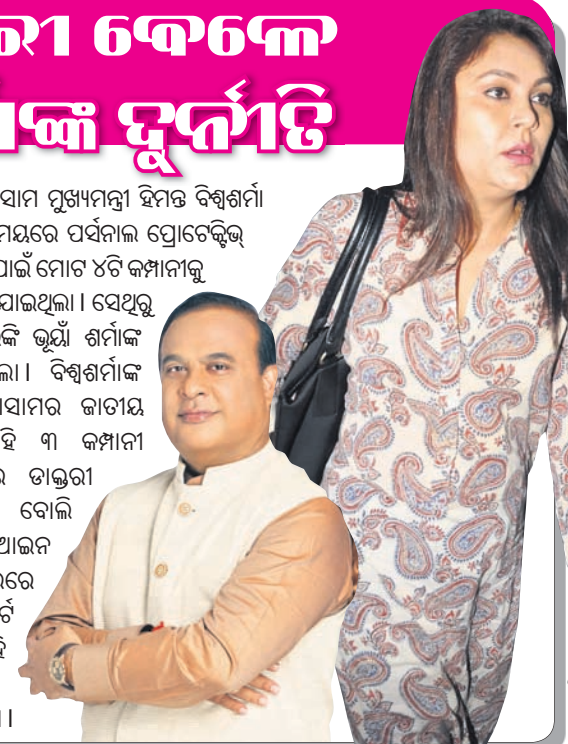 ରୀ ବେଳେ
ଙ୍କ ଦୁର୍ନୀତି
ସାମ ମୁଖ୍ୟମନ୍ତ୍ରୀ ହିମନ୍ତ ବିଶ୍ୱଶର୍ମା
ମୟରେ ପର୍ସନାଲ ପ୍ରୋଟେକ୍ଟିଭ୍
ପାଇଁ ମୋଟ ୪ଟି କମ୍ପାନୀକୁ
ଯାଇଥିଲା । ସେଥିରୁ
ଙ୍କି ଭୂୟାଁ ଶର୍ମାଙ୍କ
ଲା । ବିଶ୍ୱଶର୍ମାଙ୍କ
ାସାମର ଜାତୀୟ
ହି ୩ କମ୍ପାନୀ
ଡାକ୍ତରୀ
ବୋଲି
ଆଇନ
ରେ
ର୍ଟ
ହି
।